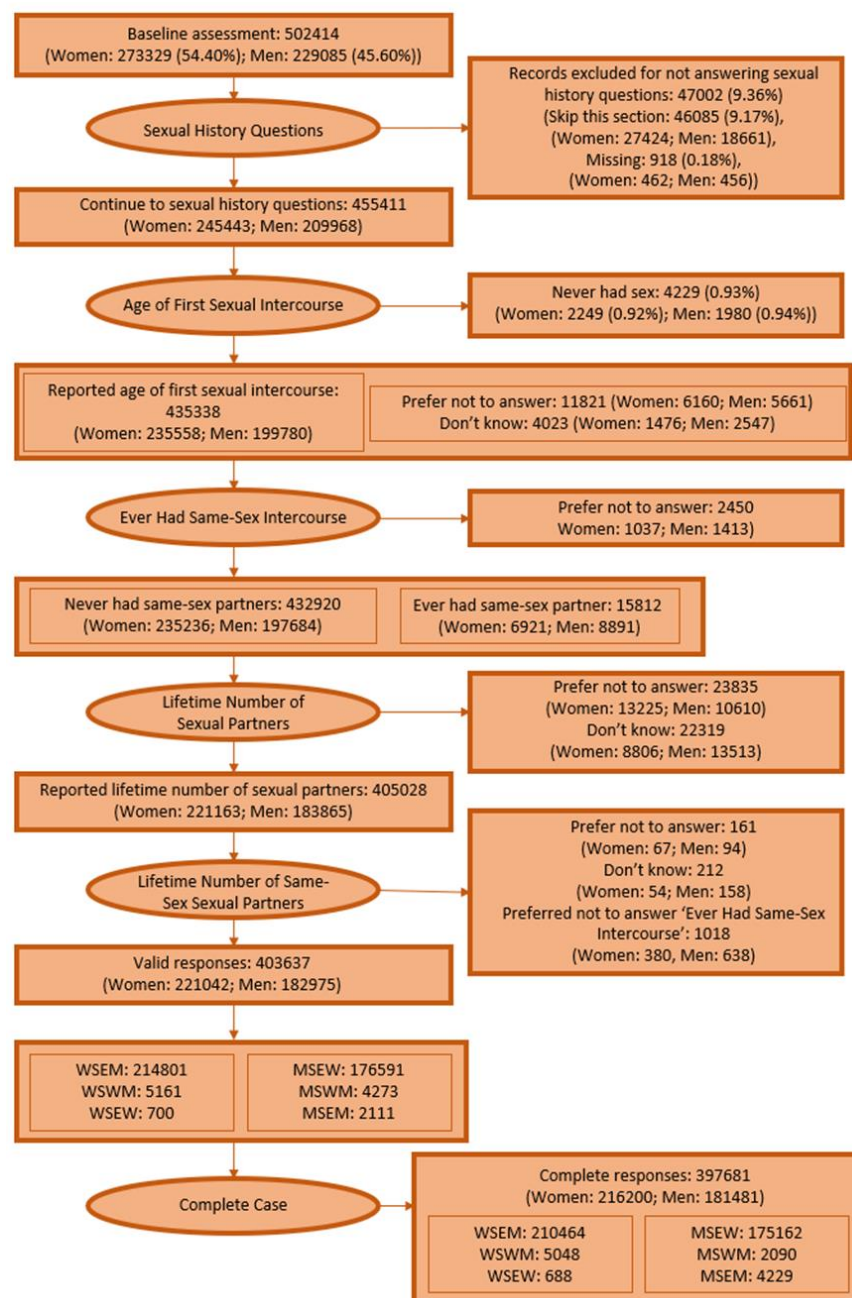 Baseline assessment: 502414
(Women: 273329 (54.40%); Men: 229085 (45.60%))
Records excluded for not answering sexual
history questions: 47002 (9.36%)
(Skip this section: 46085 (9.17%),
(Women: 27424; Men: 18661),
Missing: 918 (0.18%),
(Women: 462; Men: 456))
Sexual History Questions
Continue to sexual history questions: 455411
(Women: 245443; Men: 209968)
Age of First Sexual Intercourse
Never had sex: 4229 (0.93%)
(Women: 2249 (0.92%); Men: 1980 (0.94%))
Reported age of first sexual intercourse:
435338
(Women: 235558; Men: 199780)
Prefer not to answer: 11821 (Women: 6160; Men: 5661)
Don’t know: 4023 (Women: 1476; Men: 2547)
Ever Had Same-Sex Intercourse
Prefer not to answer: 2450
Women: 1037; Men: 1413)
Never had same-sex partners: 432920
(Women: 235236; Men: 197684)
Ever had same-sex partner: 15812
(Women: 6921; Men: 8891)
Lifetime Number of
Sexual Partners
Prefer not to answer: 23835
(Women: 13225; Men: 10610)
Don’t know: 22319
(Women: 8806; Men: 13513)
Reported lifetime number of sexual partners: 405028
(Women: 221163; Men: 183865)
Lifetime Number of Same-
Sex Sexual Partners
Prefer not to answer: 161
(Women: 67; Men: 94)
Don’t know: 212
(Women: 54; Men: 158)
Preferred not to answer ‘Ever Had Same-Sex
Intercourse’: 1018
(Women: 380, Men: 638)
Valid responses: 403637
(Women: 221042; Men: 182975)
WSEM: 214801
WSWM: 5161
WSEW: 700
MSEW: 176591
MSWM: 4273
MSEM: 2111
Complete Case
Complete responses: 397681
(Women: 216200; Men: 181481)
WSEM: 210464
WSWM: 5048
WSEW: 688
MSEW: 175162
MSWM: 2090
MSEM: 4229